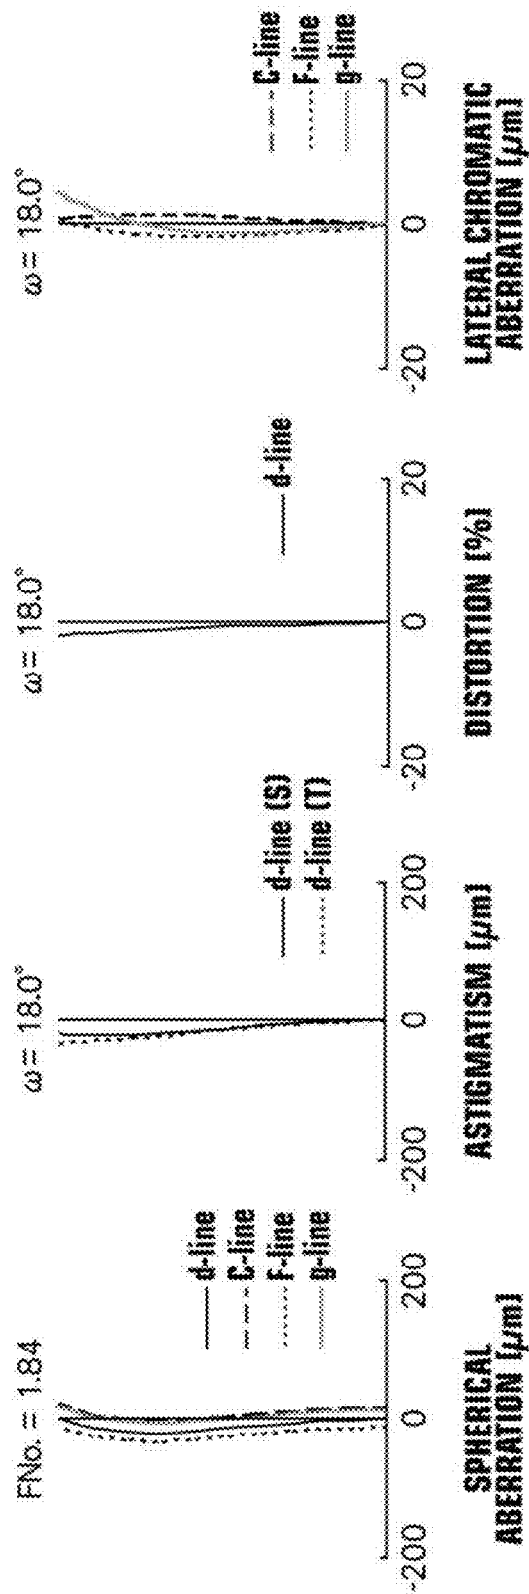 FNo. = 1.84
d-line
C-line
F-line
g-line
-200 0 200
SPHERICAL
ABERRATION [μm]
ω = 18.0°
d-line (S)
d-line (T)
-200 0 200
ASTIGMATISM [μm]
ω = 18.0°
d-line
-20 0 20
DISTORTION [%]
ω = 18.0°
C-line
F-line
g-line
-20 0 20
LATERAL CHROMATIC
ABERRATION [μm]